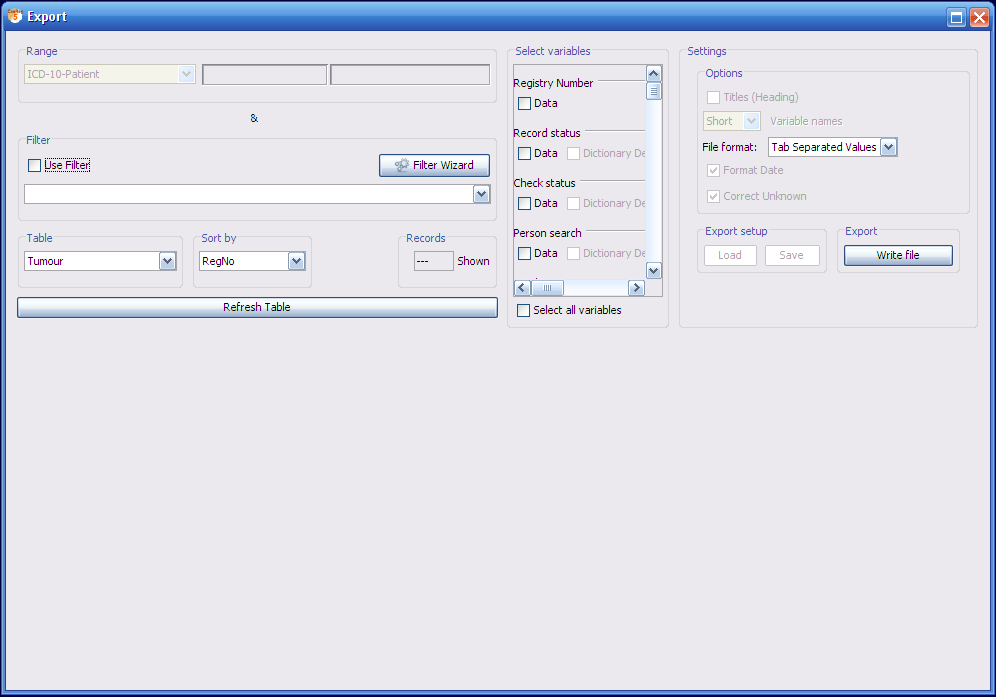 Export
Range
ICD-10-Patient
&
Filter
Use Filter
Filter Wizard
Table
Tumour
Sort by
RegNo
Records
---
Shown
Refresh Table
Select variables
Registry Number
Data
Record status
Data
Dictionary De
Check status
Data
Dictionary De
Person search
Data
Dictionary De
Select all variables
Settings
Options
Titles (Heading)
Short
Variable names
File format:
Tab Separated Values
Format Date
Correct Unknown
Export setup
Load
Save
Export
Write file